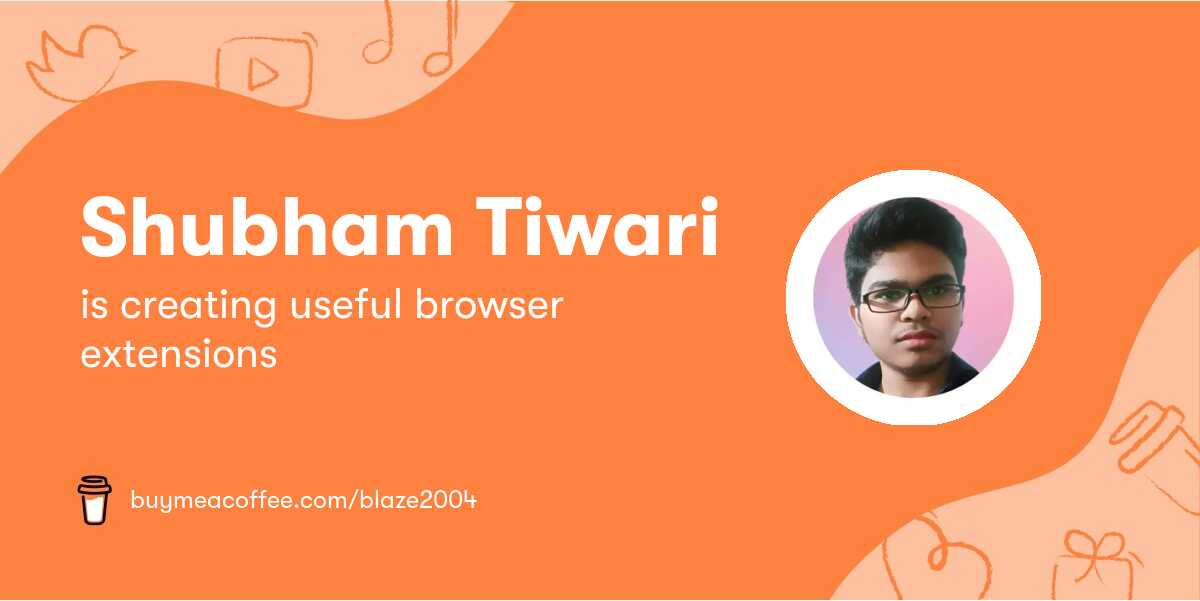 Shubham Tiwari
is creating useful browser
extensions
buymeacoffee.com/blaze2004